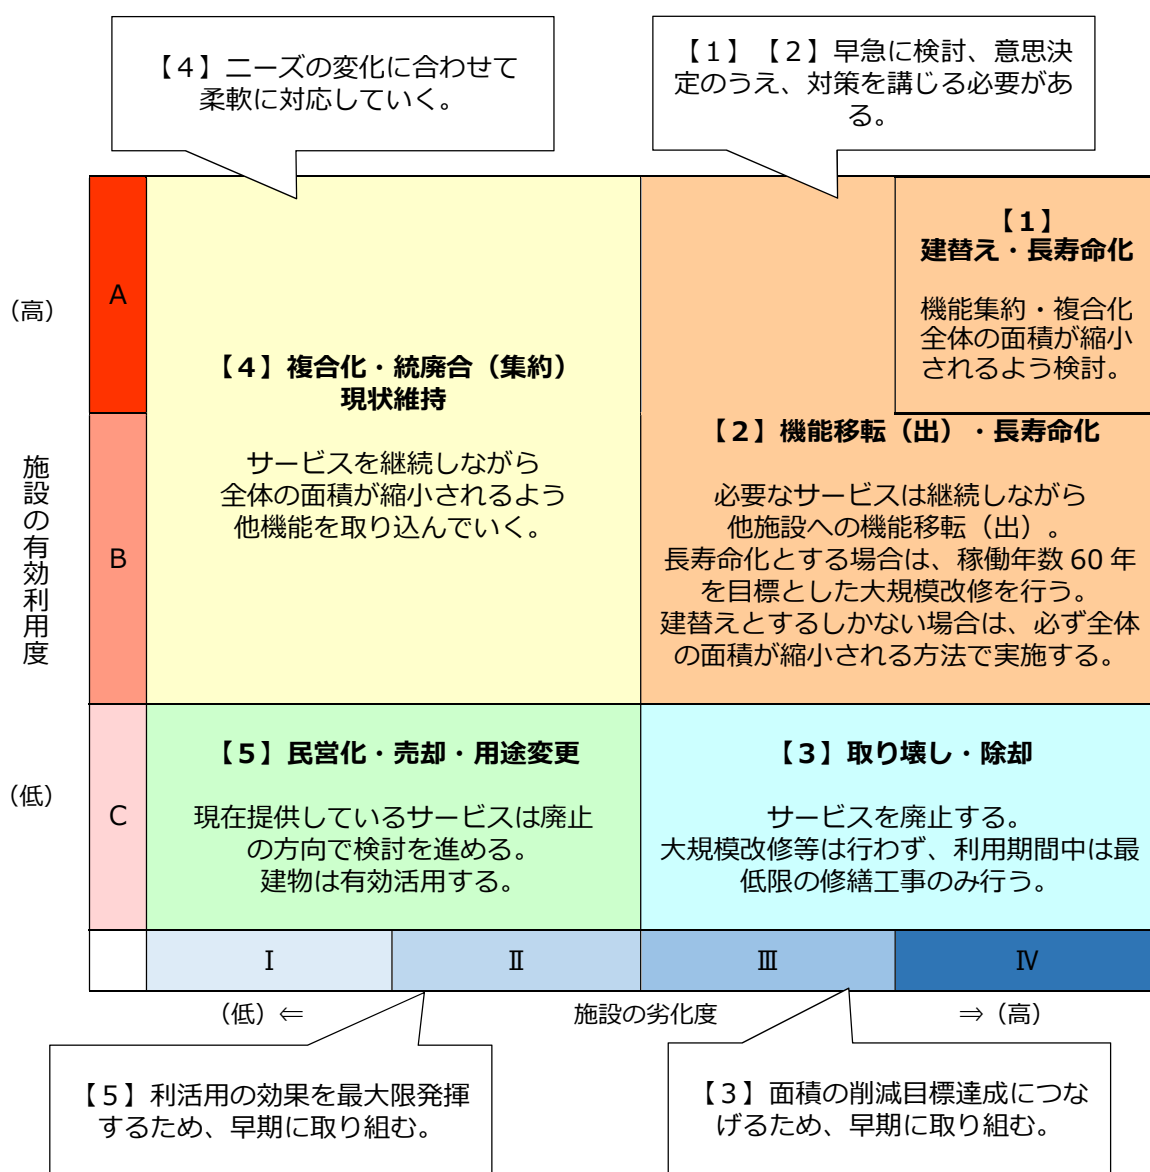 【４】ニーズの変化に合わせて
柔軟に対応していく。
【１】【２】早急に検討、意思決
定のうえ、対策を講じる必要があ
る。
（高）
施設の有効利用度
（低）
A
B
C
【４】複合化・統廃合（集約）
現状維持
サービスを継続しながら
全体の面積が縮小されるよう
他機能を取り込んでいく。
【１】
建替え・長寿命化
機能集約・複合化
全体の面積が縮小
されるよう検討。
【２】機能移転（出）・長寿命化
必要なサービスは継続しながら
他施設への機能移転（出）。
長寿命化とする場合は、稼働年数 60 年
を目標とした大規模改修を行う。
建替えとするしかない場合は、必ず全体
の面積が縮小される方法で実施する。
【５】民営化・売却・用途変更
現在提供しているサービスは廃止
の方向で検討を進める。
建物は有効活用する。
【３】取り壊し・除却
サービスを廃止する。
大規模改修等は行わず、利用期間中は最
低限の修繕工事のみ行う。
Ⅰ
Ⅱ
Ⅲ
Ⅳ
（低）⇐
施設の劣化度
⇒（高）
【５】利活用の効果を最大限発揮
するため、早期に取り組む。
【３】面積の削減目標達成につな
げるため、早期に取り組む。